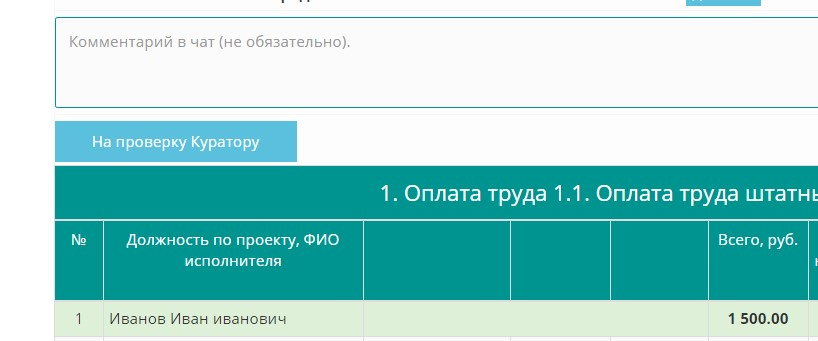 Комментарий в чат (не обязательно).
На проверку Куратору
1. Оплата труда 1.1. Оплата труда
№
Должность по проекту, ФИО
исполнителя
Всего, руб.
1
Иванов Иван иванович
1 500.00